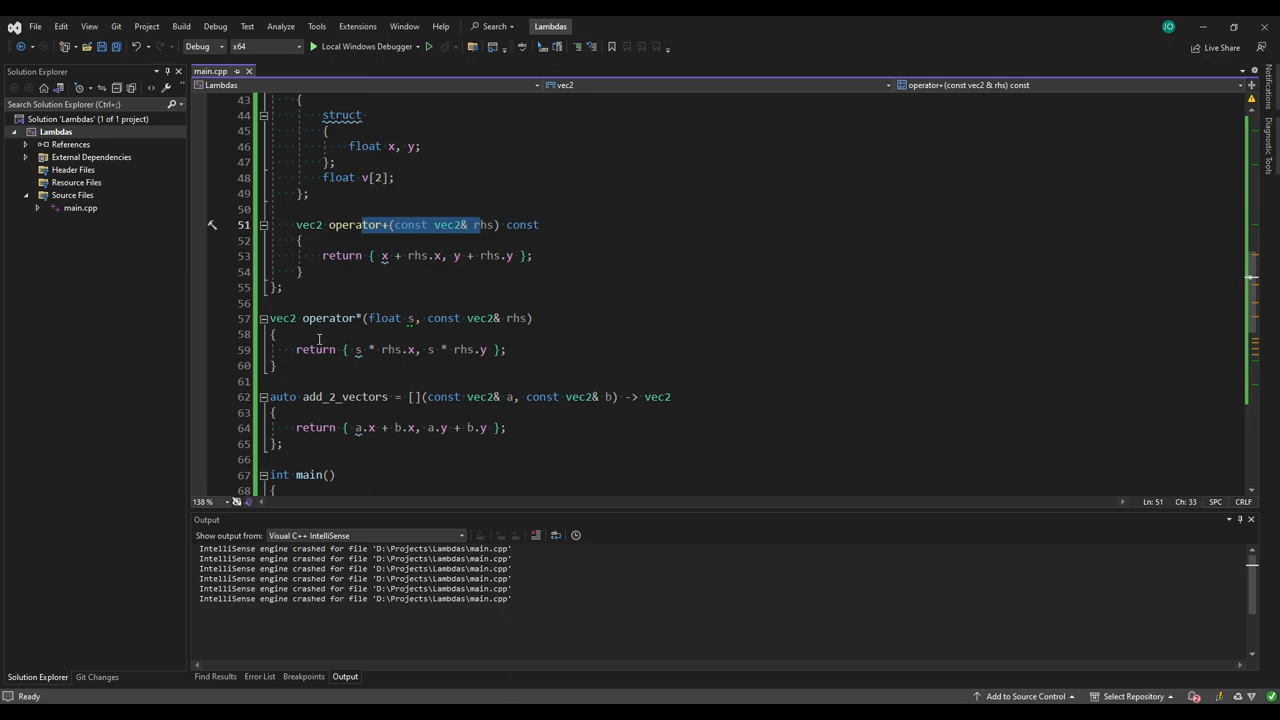 File Edit View Git Project Build Debug Test Analyze Tools Extensions Window Help Search Lambdas JO
Debug x64 Local Windows Debugger Live Share
Solution Explorer
Search Solution Explorer (Ctrl+;)
Solution 'Lambdas' (1 of 1 project)
Lambdas
References
External Dependencies
Header Files
Resource Files
Source Files
main.cpp
main.cpp
Lambdas vec2 operator+(const vec2 & rhs) const
43 {
44 struct
45 {
46 float x, y;
47 };
48 float v[2];
49 };
50
51 vec2 operator+(const vec2& rhs) const
52 {
53 return { x + rhs.x, y + rhs.y };
54 }
55 };
56
57 vec2 operator*(float s, const vec2& rhs)
58 {
59 return { s * rhs.x, s * rhs.y };
60 }
61
62 auto add_2_vectors = [](const vec2& a, const vec2& b) -> vec2
63 {
64 return { a.x + b.x, a.y + b.y };
65 };
66
67 int main()
68 {
138 % Ln: 51 Ch: 33 SPC CRLF
Output
Show output from: Visual C++ IntelliSense
IntelliSense engine crashed for file 'D:\Projects\Lambdas\main.cpp'
IntelliSense engine crashed for file 'D:\Projects\Lambdas\main.cpp'
IntelliSense engine crashed for file 'D:\Projects\Lambdas\main.cpp'
IntelliSense engine crashed for file 'D:\Projects\Lambdas\main.cpp'
IntelliSense engine crashed for file 'D:\Projects\Lambdas\main.cpp'
IntelliSense engine crashed for file 'D:\Projects\Lambdas\main.cpp'
Solution Explorer Git Changes
Find Results Error List Breakpoints Output
Ready Add to Source Control Select Repository 2
Notifications
Diagnostic Tools